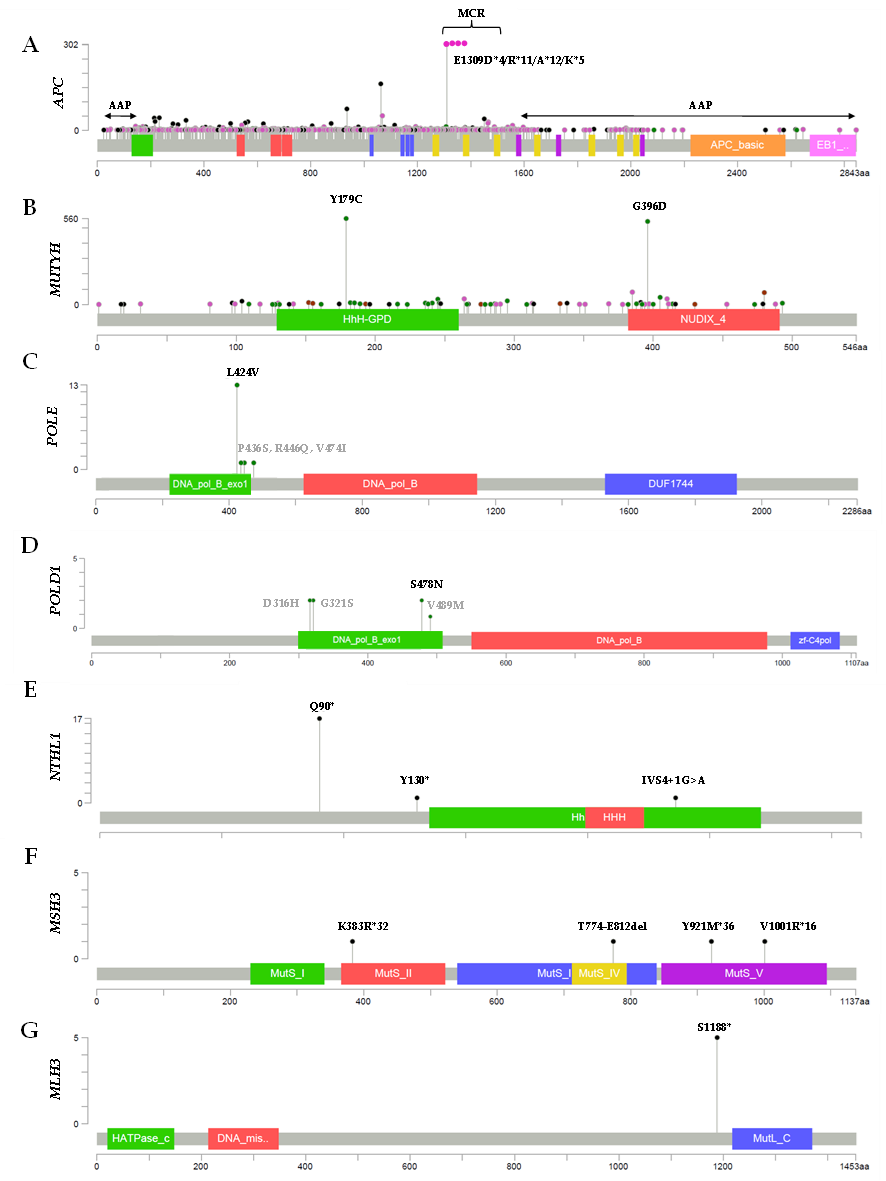 MCR
A
302
E1309D*4/R*11/A*12/K*5
APC
AAP
AAP
0
APC_basic
EB1_..
0
400
800
1200
1600
2000
2400
2843aa
B
Y179C
G396D
560
MUTYH
0
HhH-GPD
NUDIX_4
0
100
200
300
400
500
546aa
C
L424V
13
POLE
P436S, R446Q, V474I
0
DNA_pol_B_exo1
DNA_pol_B
DUF1744
0
400
800
1200
1600
2000
2286aa
D
5
POLD1
S478N
D316H
G321S
V489M
0
DNA_pol_B_exo1
DNA_pol_B
zf-C4pol
0
200
400
600
800
1000
1107aa
E
Q90*
17
NTHL1
Y130*
IVS4+1G>A
0
Hh
HHH
F
5
MSH3
K383R*32
T774-E812del
Y921M*36
V1001R*16
0
MutS_I
MutS_II
MutS_I
MutS_IV
MutS_V
0
200
400
600
800
1000
1137aa
G
S1188*
5
MLH3
0
HATPase_c
DNA_mis..
MutL_C
0
200
400
600
800
1000
1200
1453aa